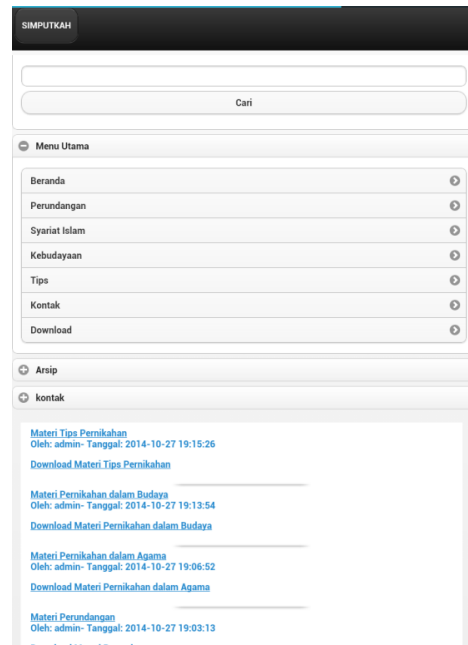 SIMPUTKAH
Cari
Menu Utama
Beranda
Perundangan
Syariat Islam
Kebudayaan
Tips
Kontak
Download
Arsip
kontak
Materi Tips Pernikahan
Oleh: admin- Tanggal: 2014-10-27 19:15:26
Download Materi Tips Pernikahan
Materi Pernikahan dalam Budaya
Oleh: admin- Tanggal: 2014-10-27 19:13:54
Download Materi Pernikahan dalam Budaya
Materi Pernikahan dalam Agama
Oleh: admin- Tanggal: 2014-10-27 19:06:52
Download Materi Pernikahan dalam Agama
Materi Perundangan
Oleh: admin- Tanggal: 2014-10-27 19:03:13